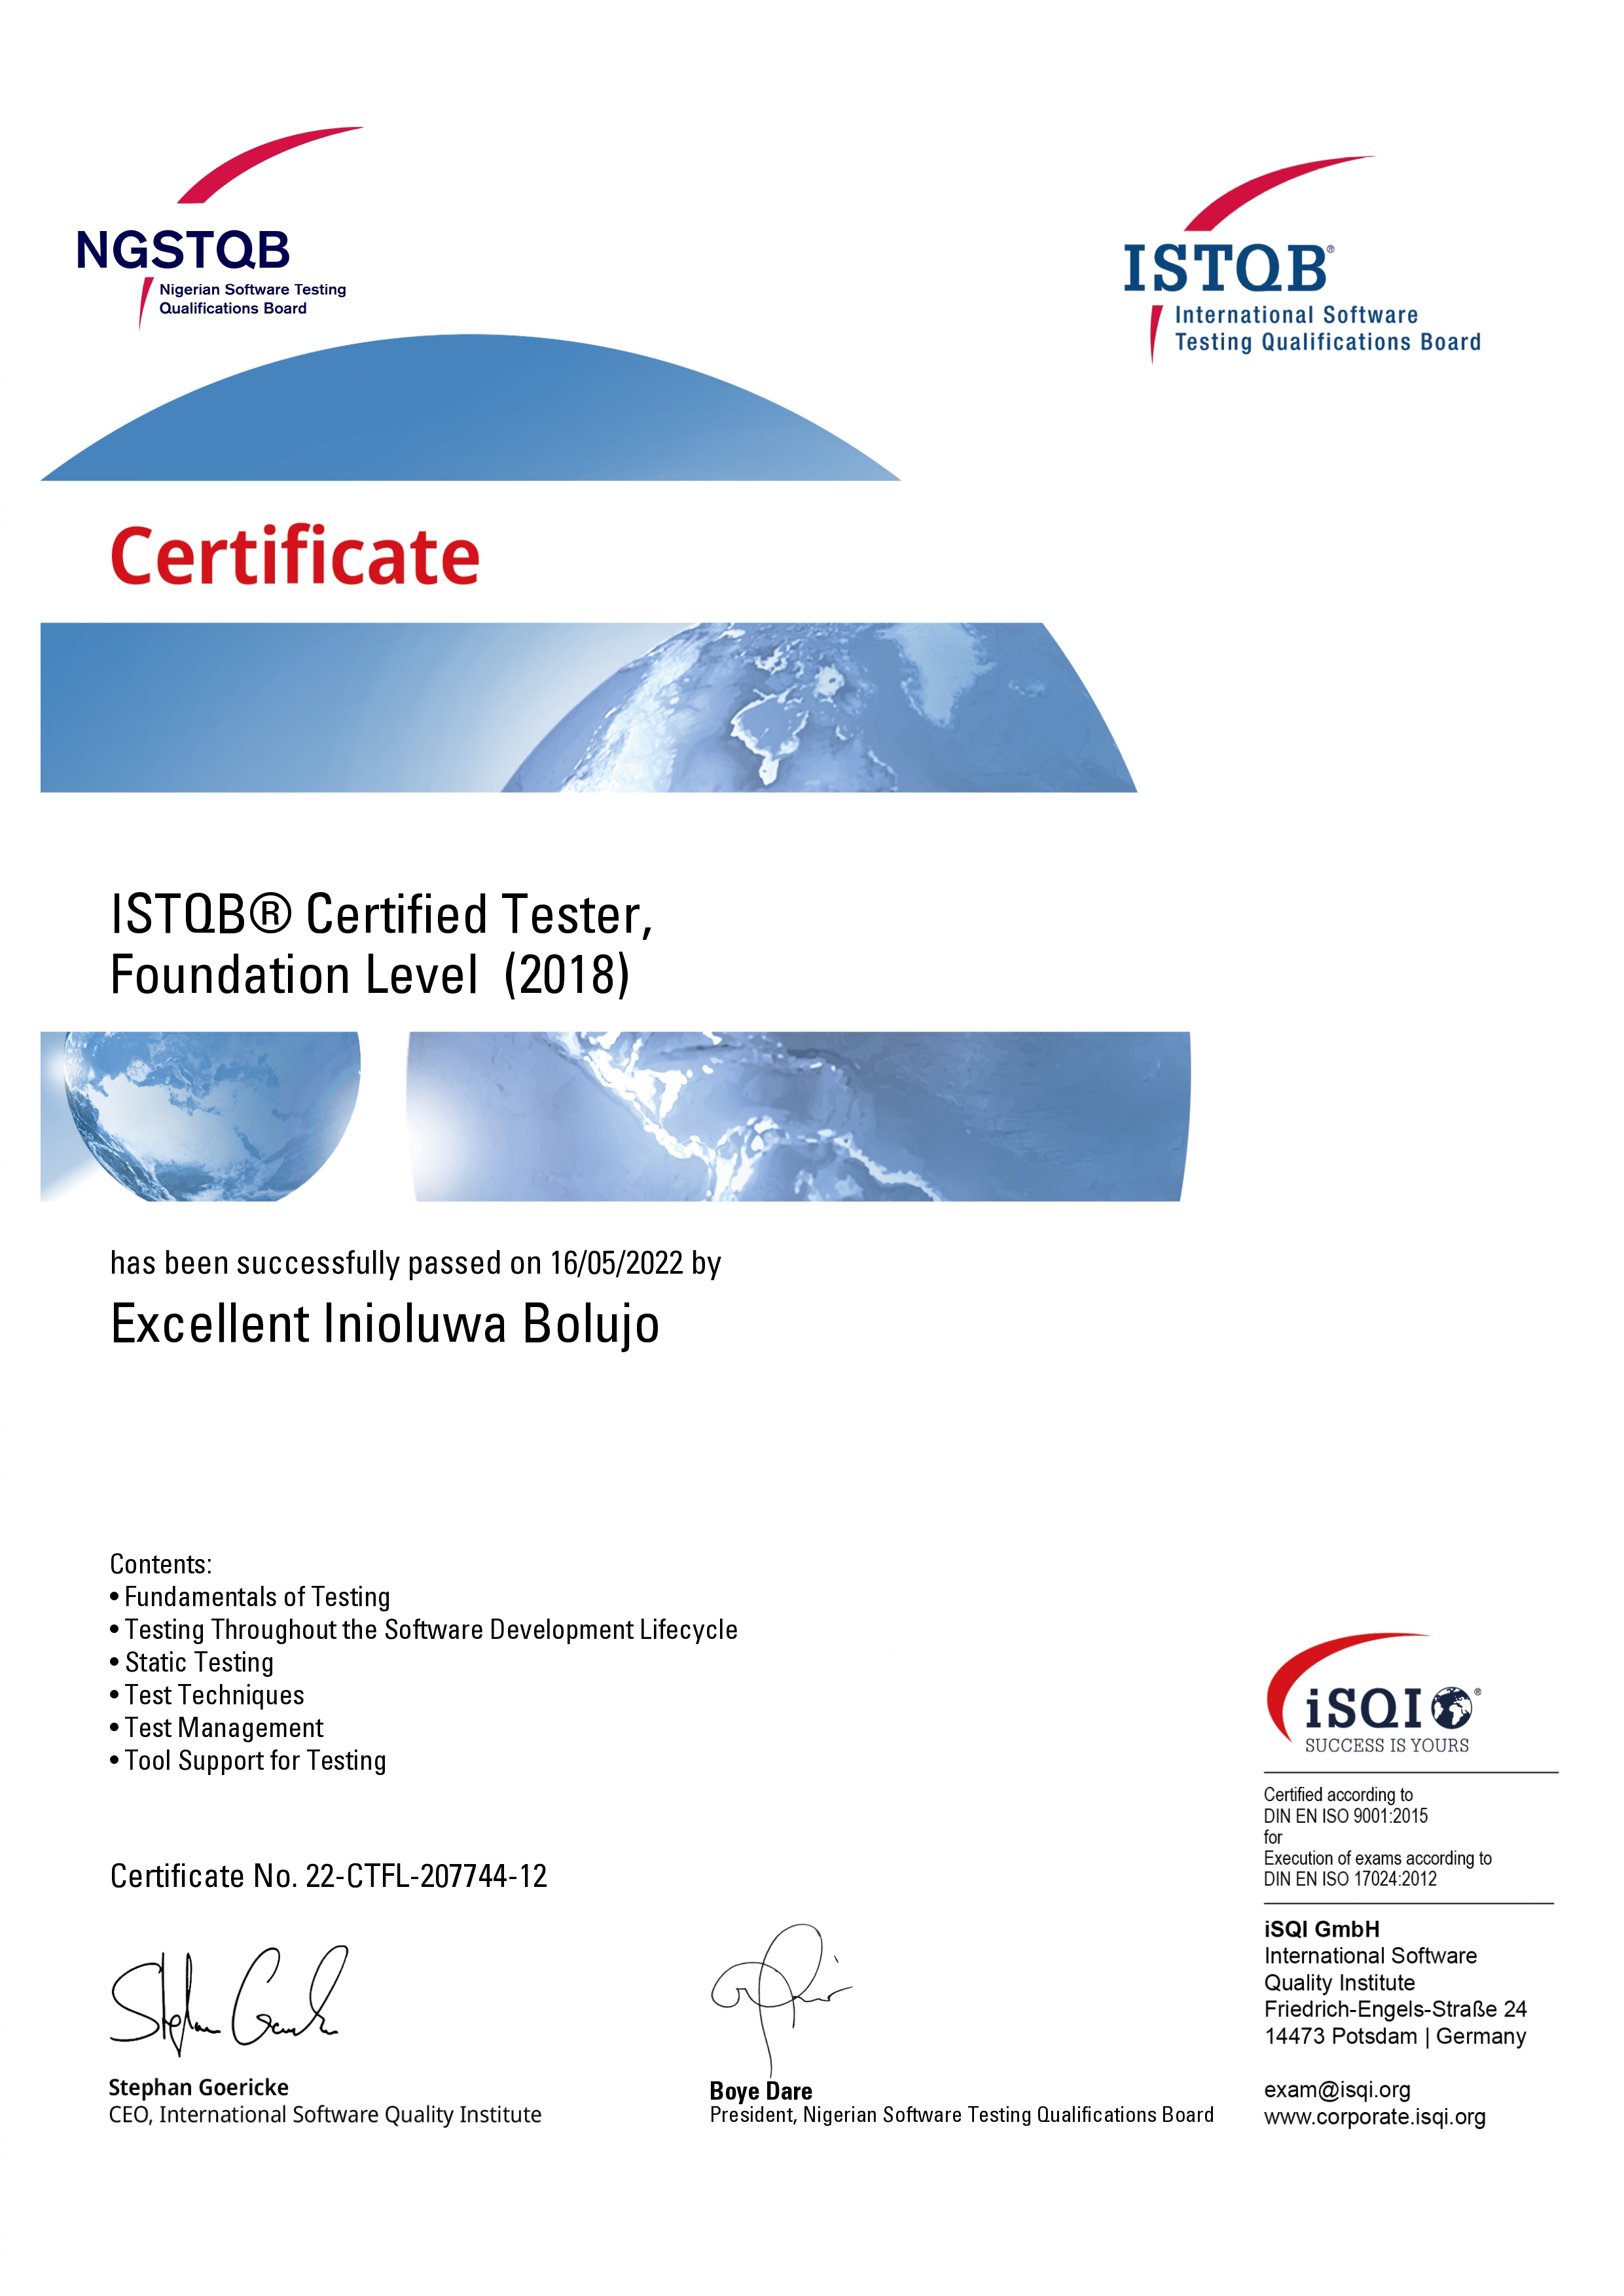 NGSTQB
Nigerian Software Testing
Qualifications Board
ISTQB®
International Software
Testing Qualifications Board
Certificate
ISTQB® Certified Tester,
Foundation Level (2018)
has been successfully passed on 16/05/2022 by
Excellent Inioluwa Bolujo
Contents:
• Fundamentals of Testing
• Testing Throughout the Software Development Lifecycle
• Static Testing
• Test Techniques
• Test Management
• Tool Support for Testing
Certificate No. 22-CTFL-207744-12
Stephan Goericke
CEO, International Software Quality Institute
Boye Dare
President, Nigerian Software Testing Qualifications Board
iSQI®
SUCCESS IS YOURS
Certified according to
DIN EN ISO 9001:2015
for
Execution of exams according to
DIN EN ISO 17024:2012
iSQI GmbH
International Software
Quality Institute
Friedrich-Engels-Straße 24
14473 Potsdam | Germany
exam@isqi.org
www.corporate.isqi.org